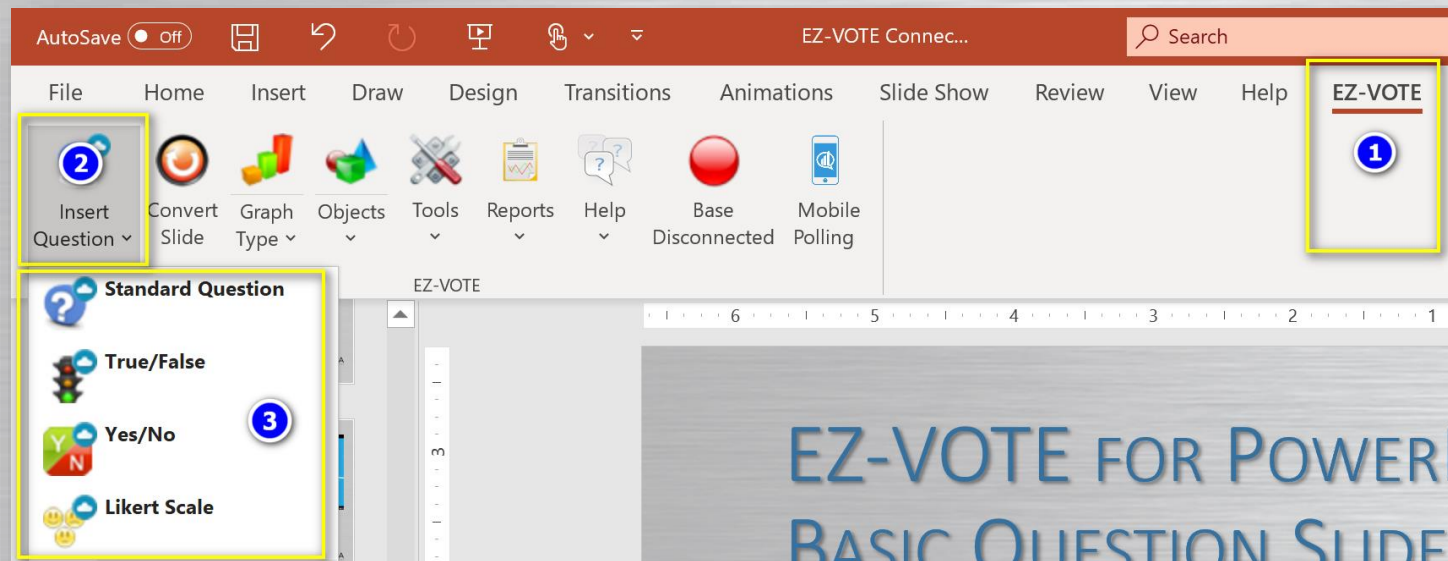 AutoSave Off EZ-VOTE Connec... Search
File Home Insert Draw Design Transitions Animations Slide Show Review View Help EZ-VOTE
1
2
Insert Question
Convert Slide
Graph Type
Objects
Tools
Reports
Help
Base Disconnected
Mobile Polling
EZ-VOTE
Standard Question
True/False
Yes/No
Likert Scale
3
6 5 4 3 2 1
3
EZ-VOTE FOR POWER
BASIC QUESTION SLIDE